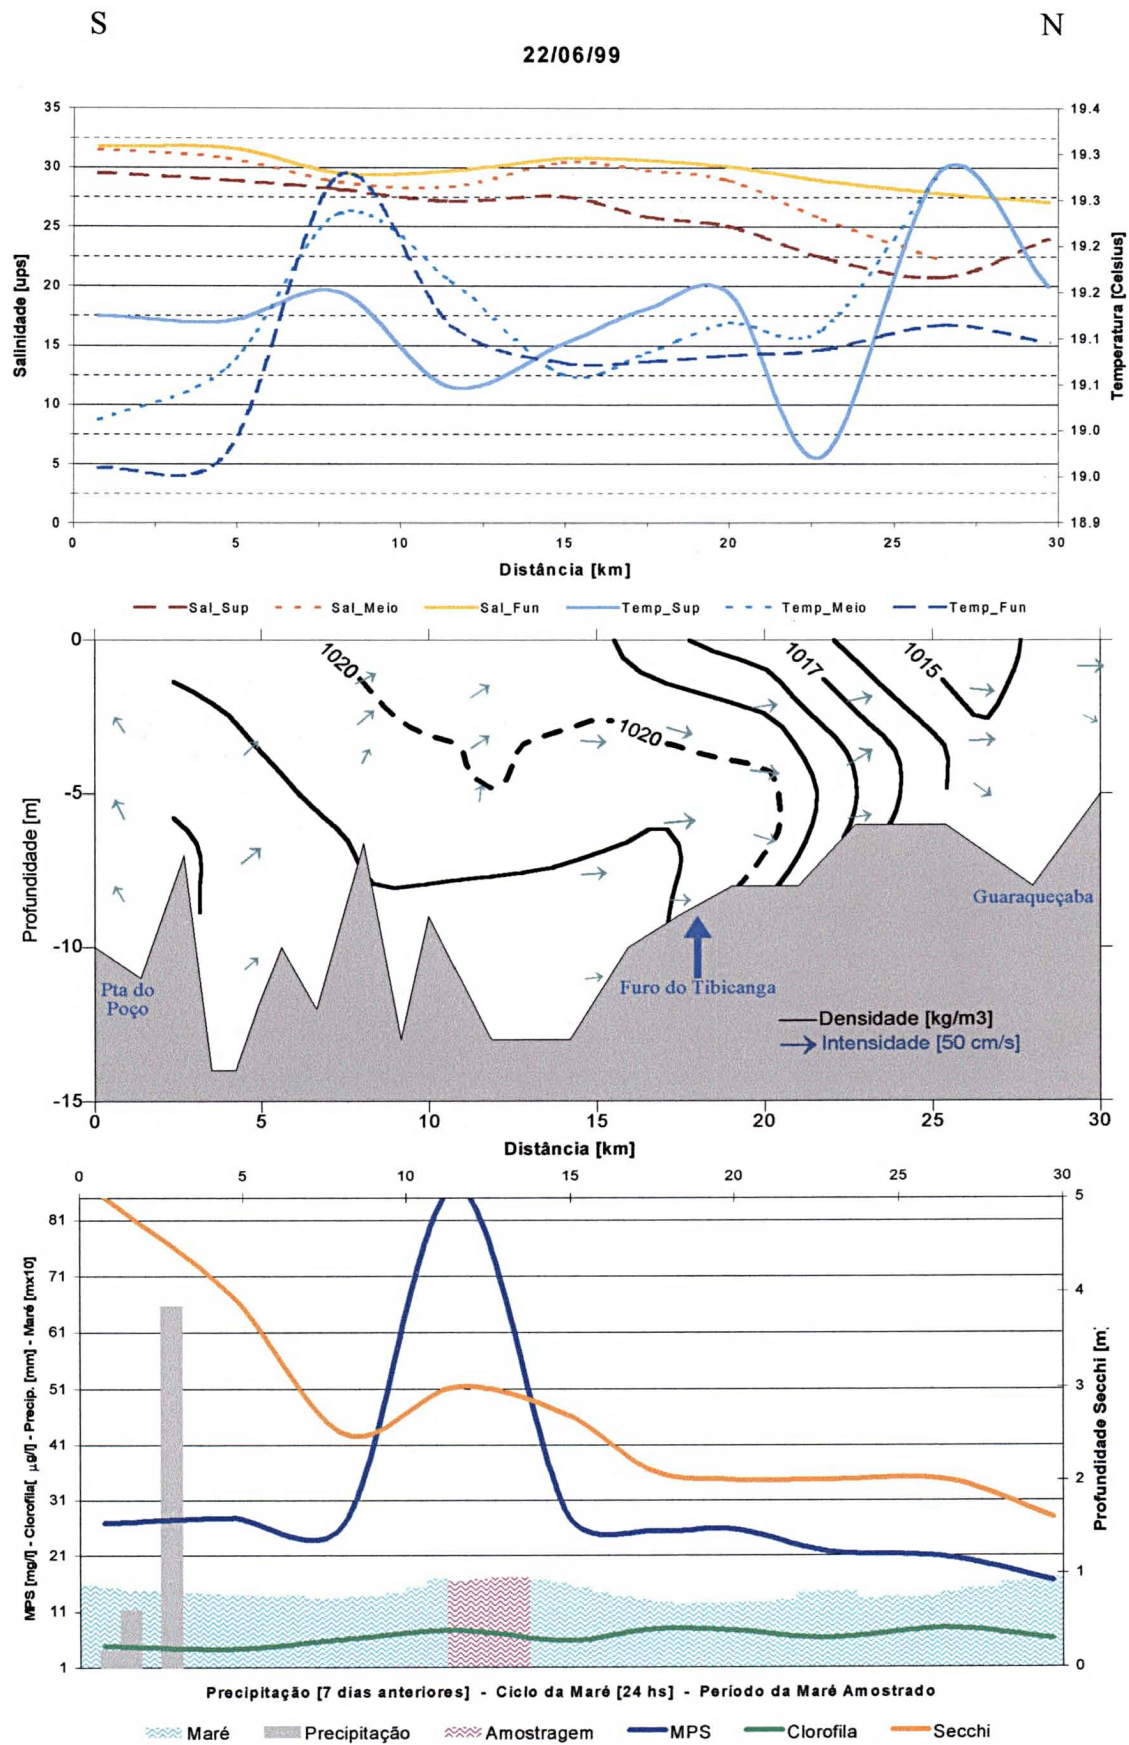 S N
22/06/99
35 19.4
30 19.3
25 19.3
20 19.2
15 19.2
10 19.1
5 19.1
0 19.0
19.0
18.9
Salinidade [ups]
Temperatura [Celsius]
0 5 10 15 20 25 30
Distância [km]
Sal_Sup Sal_Meio Sal_Fun Temp_Sup Temp_Meio Temp_Fun
0
-5
-10
-15
Profundidade [m]
1020
1020
1017
1015
Pta do
Poço
Furo do Tibicanga
Guaraqueçaba
Densidade [kg/m3]
Intensidade [50 cm/s]
0 5 10 15 20 25 30
Distância [km]
0 5 10 15 20 25 30
81
71
61
51
41
31
21
11
1
MPS [mg/l] - Clorofila[ µg/l] - Precip. [mm] - Maré [mx10]
5
4
3
2
1
0
Profundidade Secchi [m]
Precipitação [7 dias anteriores] - Ciclo da Maré [24 hs] - Período da Maré Amostrado
Maré Precipitação Amostragem MPS Clorofila Secchi